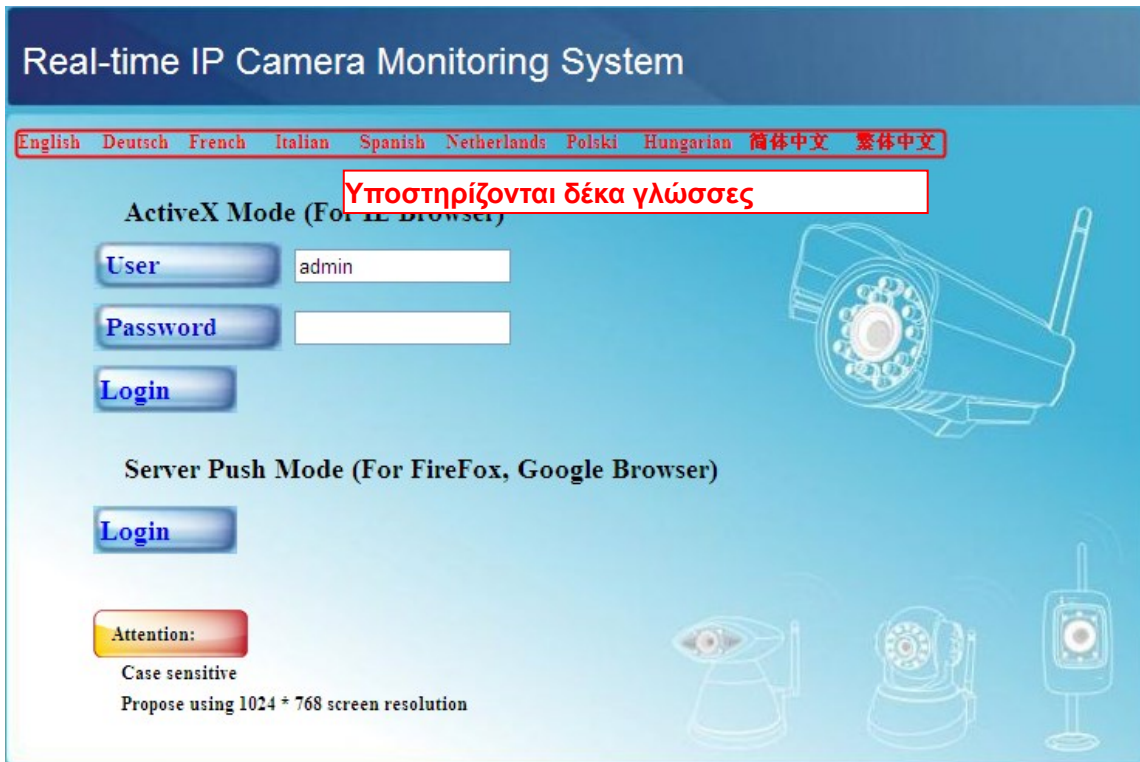 Real-time IP Camera Monitoring System
English Deutsch French Italian Spanish Netherlands Polski Hungarian 简体中文 繁体中文
Υποστηρίζονται δέκα γλώσσες
ActiveX Mode (For IE Browser)
User admin
Password
Login
Server Push Mode (For FireFox, Google Browser)
Login
Attention:
Case sensitive
Propose using 1024 * 768 screen resolution